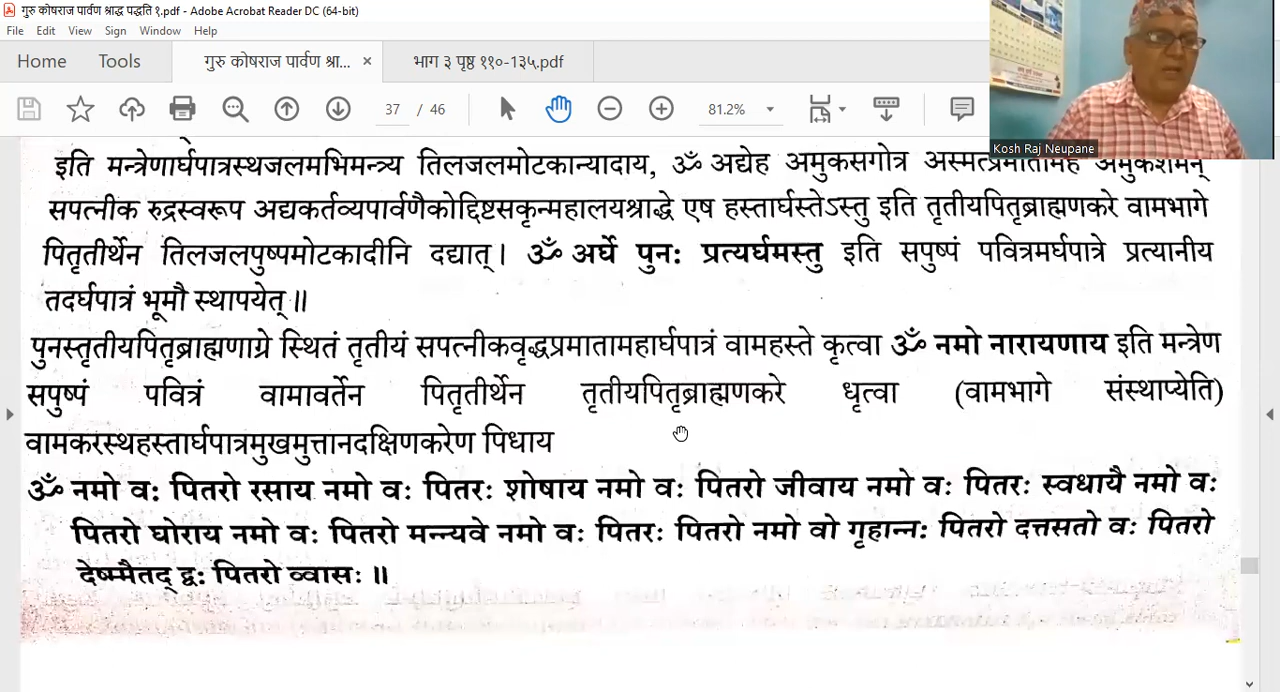 गुरु कोषराज पार्वण श्राद्ध पद्धति १.pdf - Adobe Acrobat Reader DC (64-bit)
File Edit View Sign Window Help
Home Tools गुरु कोषराज पार्वण श्रा... × भाग ३ पृष्ठ ११०-१३५.pdf
37 / 46 81.2%
Kosh Raj Neupane
इति मन्त्रेणार्घपात्रस्थजलमभिमन्त्र्य तिलजलमोटकान्यादाय, ॐ अद्येह अमुकसगोत्र अस्मत्प्रमातामह अमुकशर्मन्
सपत्नीक रुद्रस्वरूप अद्यकर्तव्यपार्वणैकोद्दिष्टसकृन्महालयश्राद्धे एष हस्तार्घस्तेऽस्तु इति तृतीयपितृब्राह्मणकरे वामभागे
पितृतीर्थेन तिलजलपुष्पमोटकादीनि दद्यात्। ॐ अर्घे पुनः प्रत्यर्घमस्तु इति सपुष्पं पवित्रमर्घपात्रे प्रत्यानीय
तदर्घपात्रं भूमौ स्थापयेत्॥
पुनस्तृतीयपितृब्राह्मणाग्रे स्थितं तृतीयं सपत्नीकवृद्धप्रमातामहार्घपात्रं वामहस्ते कृत्वा ॐ नमो नारायणाय इति मन्त्रेण
सपुष्पं पवित्रं वामावर्तेन पितृतीर्थेन तृतीयपितृब्राह्मणकरे धृत्वा (वामभागे संस्थाप्येति)
वामकरस्थहस्तार्घपात्रमुखमुत्तानदक्षिणकरेण पिधाय
ॐ नमो वः पितरो रसाय नमो वः पितरः शोषाय नमो वः पितरो जीवाय नमो वः पितरः स्वधायै नमो वः
पितरो घोराय नमो वः पितरो मन्न्यवे नमो वः पितरः पितरो नमो वो गृहान्नः पितरो दत्तसतो वः पितरो
देष्म्मैतद् द्वः पितरो व्वासः॥